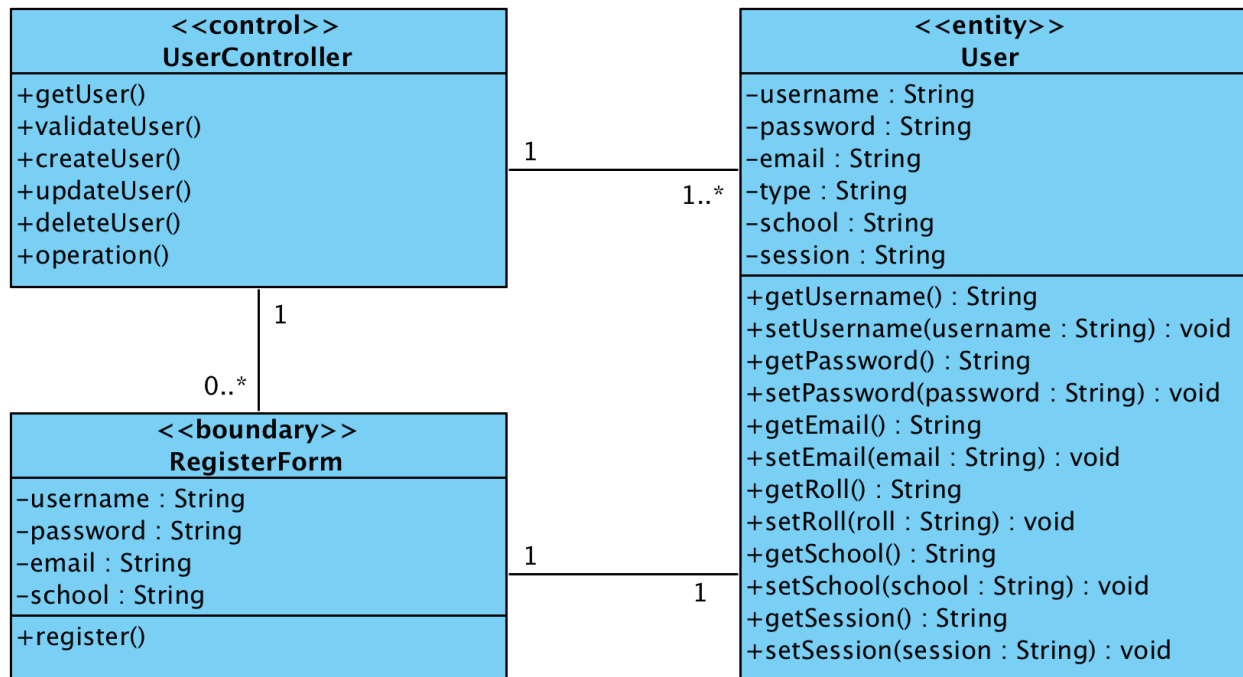 <<control>>
UserController
+getUser()
+validateUser()
+createUser()
+updateUser()
+deleteUser()
+operation()
1
1..*
<<entity>>
User
-username : String
-password : String
-email : String
-type : String
-school : String
-session : String
+getUsername() : String
+setUsername(username : String) : void
+getPassword() : String
+setPassword(password : String) : void
+getEmail() : String
+setEmail(email : String) : void
+getRoll() : String
+setRoll(roll : String) : void
+getSchool() : String
+setSchool(school : String) : void
+getSession() : String
+setSession(session : String) : void
1
0..*
<<boundary>>
RegisterForm
-username : String
-password : String
-email : String
-school : String
+register()
1
1